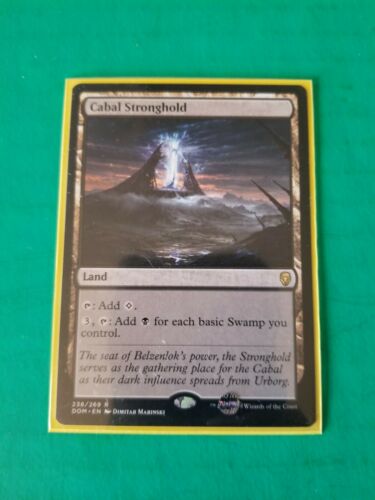 Cabal Stronghold
Land
: Add .
3, : Add for each basic Swamp you
control.
The seat of Belzenlok's power, the Stronghold
serves as the gathering place for the Cabal
as their dark influence spreads from Urborg.
238/269 R
DOM • EN Dimitar Marinski
Wizards of the Coast